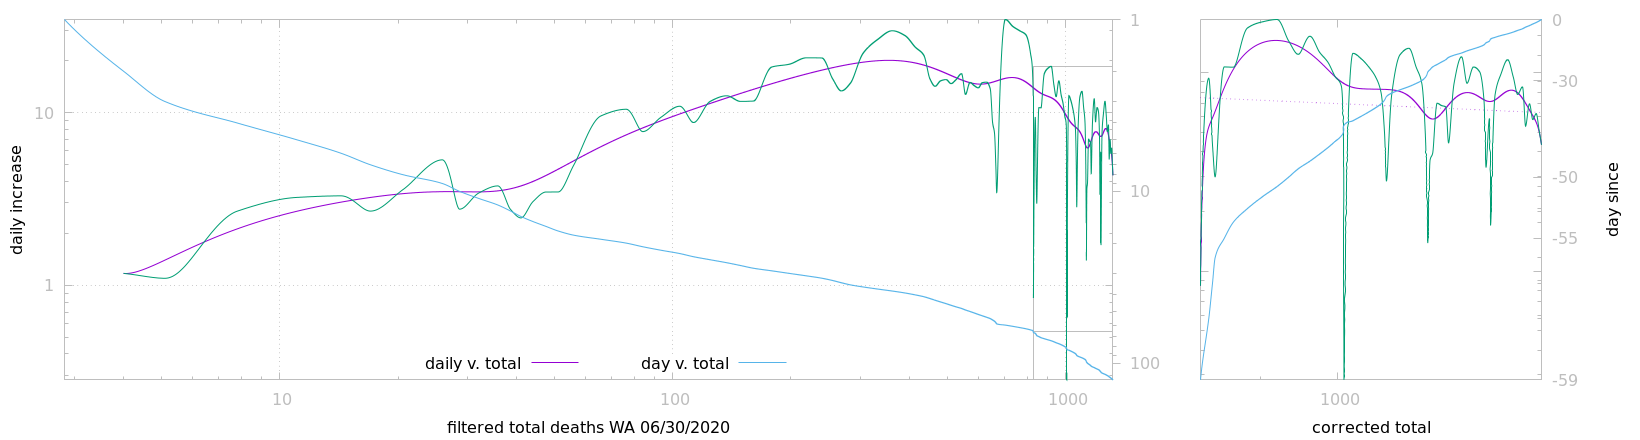 daily increase
10
1
daily v. total
day v. total
10
100
1000
filtered total deaths WA 06/30/2020
1
10
100
0
-30
-50
-55
-59
day since
1000
corrected total